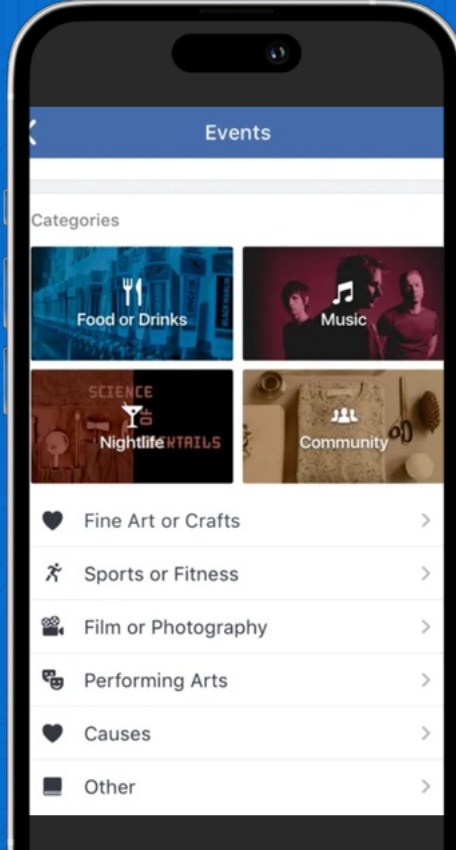 Events
Categories
Food or Drinks
Music
SCIENCE
OF
Nightlife
Community
Fine Art or Crafts
Sports or Fitness
Film or Photography
Performing Arts
Causes
Other